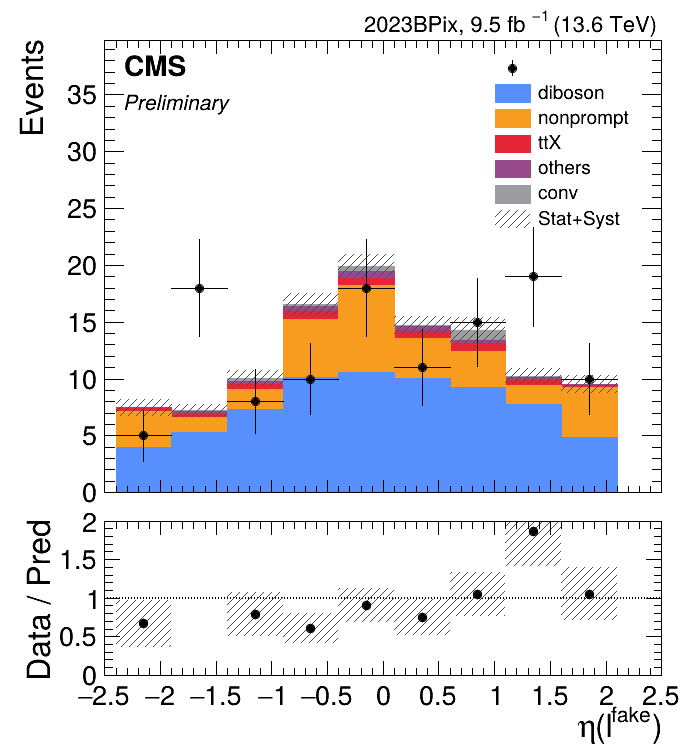 2023BPix, 9.5 fb⁻¹ (13.6 TeV)
CMS
Preliminary
Events
diboson
nonprompt
ttX
others
conv
Stat+Syst
35
30
25
20
15
10
5
0
Data / Pred
2
1.5
1
0.5
0
−2.5 −2 −1.5 −1 −0.5 0 0.5 1 1.5 2 2.5
η(l^fake)